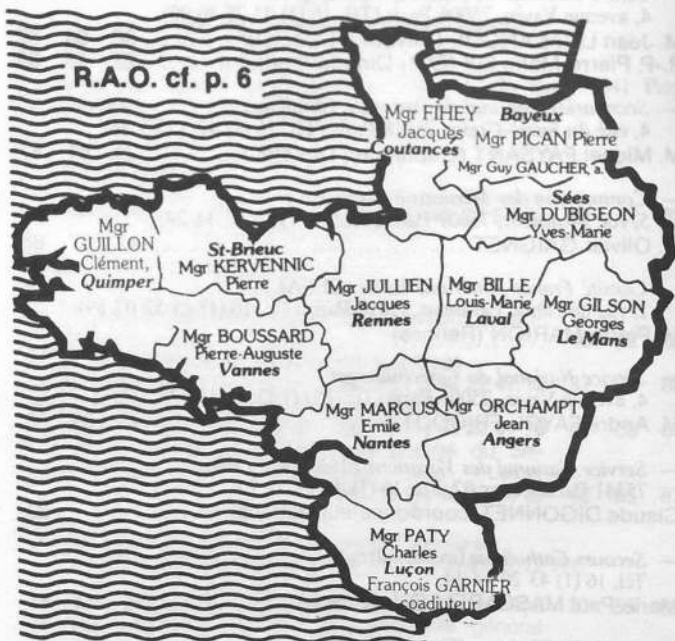 R.A.O. cf. p. 6
Mgr FIHEY
Jacques
Coutances
Bayeux
Mgr PICAN Pierre
Mgr Guy GAUCHER, a.
Sées
Mgr DUBIGEON
Yves-Marie
Mgr
GUILLON
Clément,
Quimper
St-Brieuc
Mgr KERVENNIC
Pierre
Mgr JULLIEN
Jacques
Rennes
Mgr BILLE
Louis-Marie
Laval
Mgr GILSON
Georges
Le Mans
Mgr BOUSSARD
Pierre-Auguste
Vannes
Mgr MARCUS
Emile
Nantes
Mgr ORCHAMPT
Jean
Angers
Mgr PATY
Charles
Luçon
François GARNIER
coadjuteur